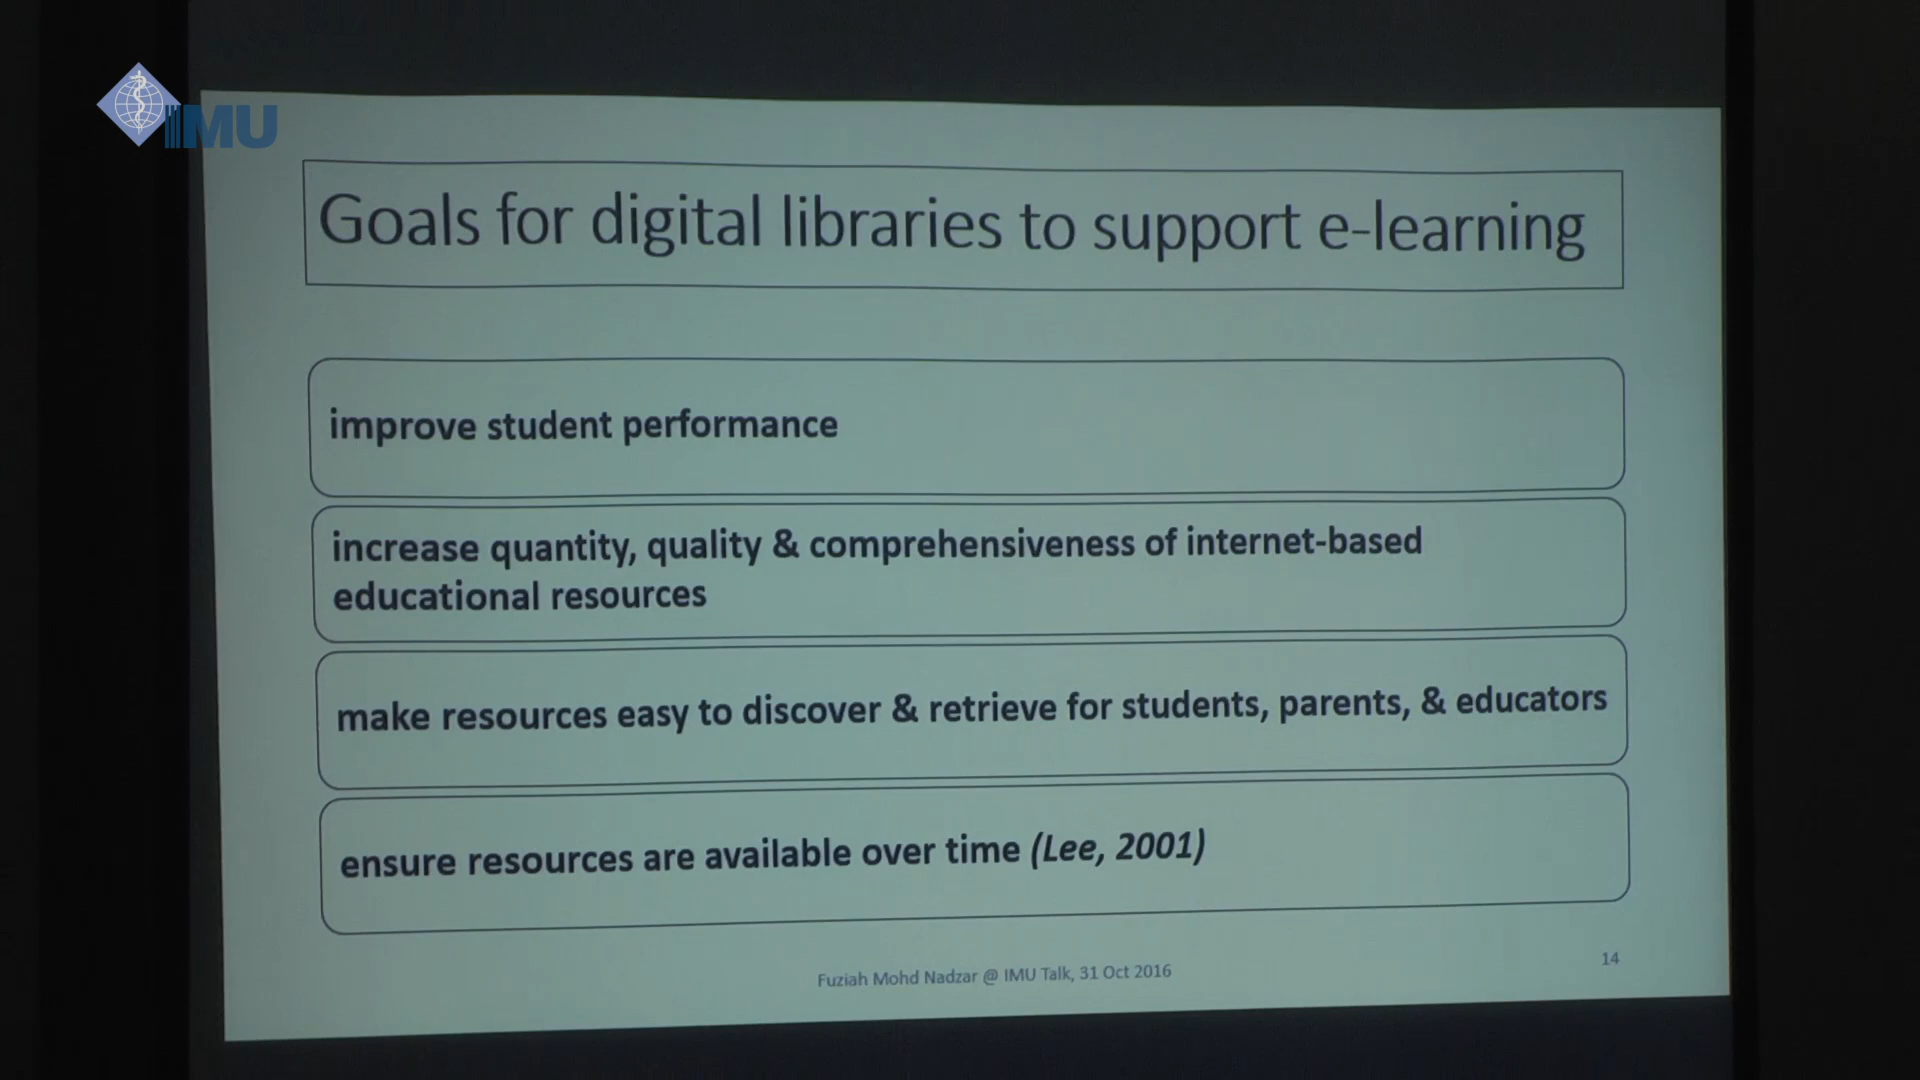 IMU
Goals for digital libraries to support e-learning
improve student performance
increase quantity, quality & comprehensiveness of internet-based
educational resources
make resources easy to discover & retrieve for students, parents, & educators
ensure resources are available over time (Lee, 2001)
Fuziah Mohd Nadzar @ IMU Talk, 31 Oct 2016
14